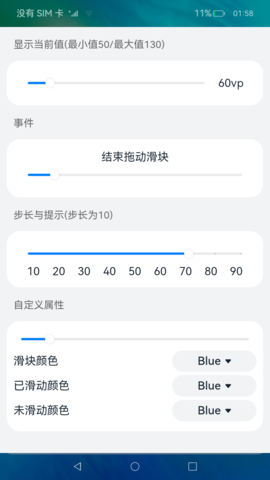 没有 SIM 卡 11% 01:58
显示当前值(最小值50/最大值130)
60vp
事件
结束拖动滑块
步长与提示(步长为10)
10 20 30 40 50 60 70 80 90
自定义属性
滑块颜色 Blue
已滑动颜色 Blue
未滑动颜色 Blue